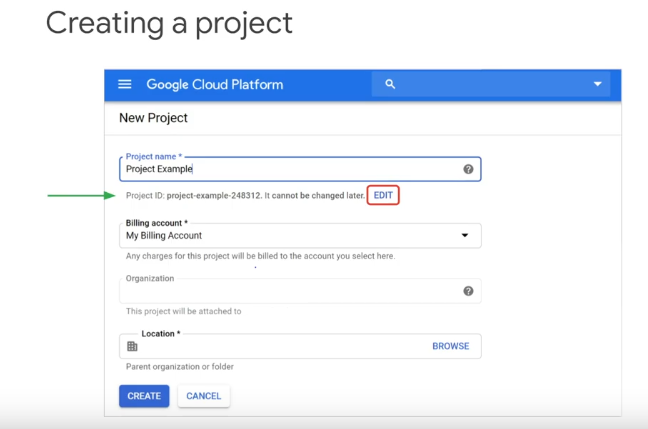 Creating a project
Google Cloud Platform
New Project
Project name *
Project Example
Project ID: project-example-248312. It cannot be changed later. EDIT
Billing account *
My Billing Account
Any charges for this project will be billed to the account you select here.
Organization
This project will be attached to
Location *
BROWSE
Parent organization or folder
CREATE CANCEL